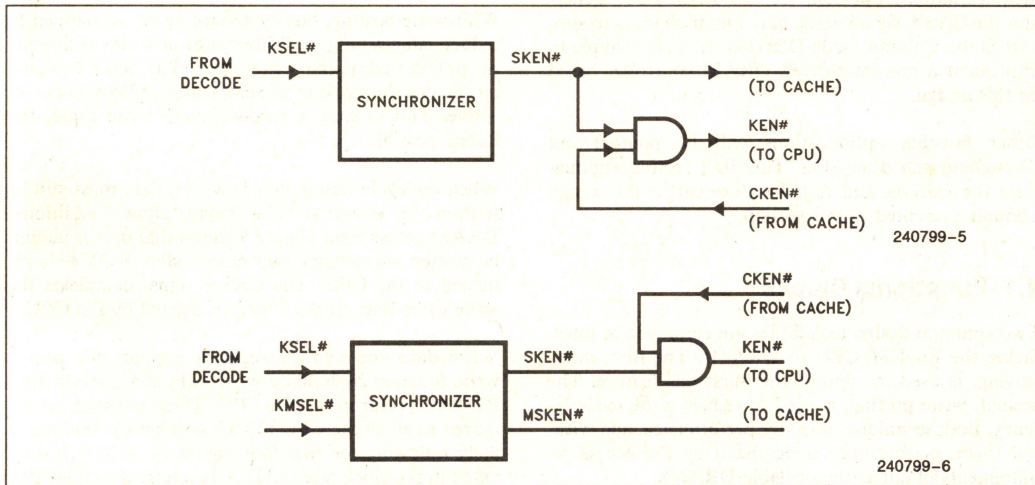 KSEL#
FROM
DECODE
SYNCHRONIZER
SKEN#
(TO CACHE)
KEN#
(TO CPU)
CKEN#
(FROM CACHE)
240799-5
CKEN#
(FROM CACHE)
KSEL#
FROM
DECODE
KMSEL#
SYNCHRONIZER
SKEN#
KEN#
(TO CPU)
MSKEN#
(TO CACHE)
240799-6